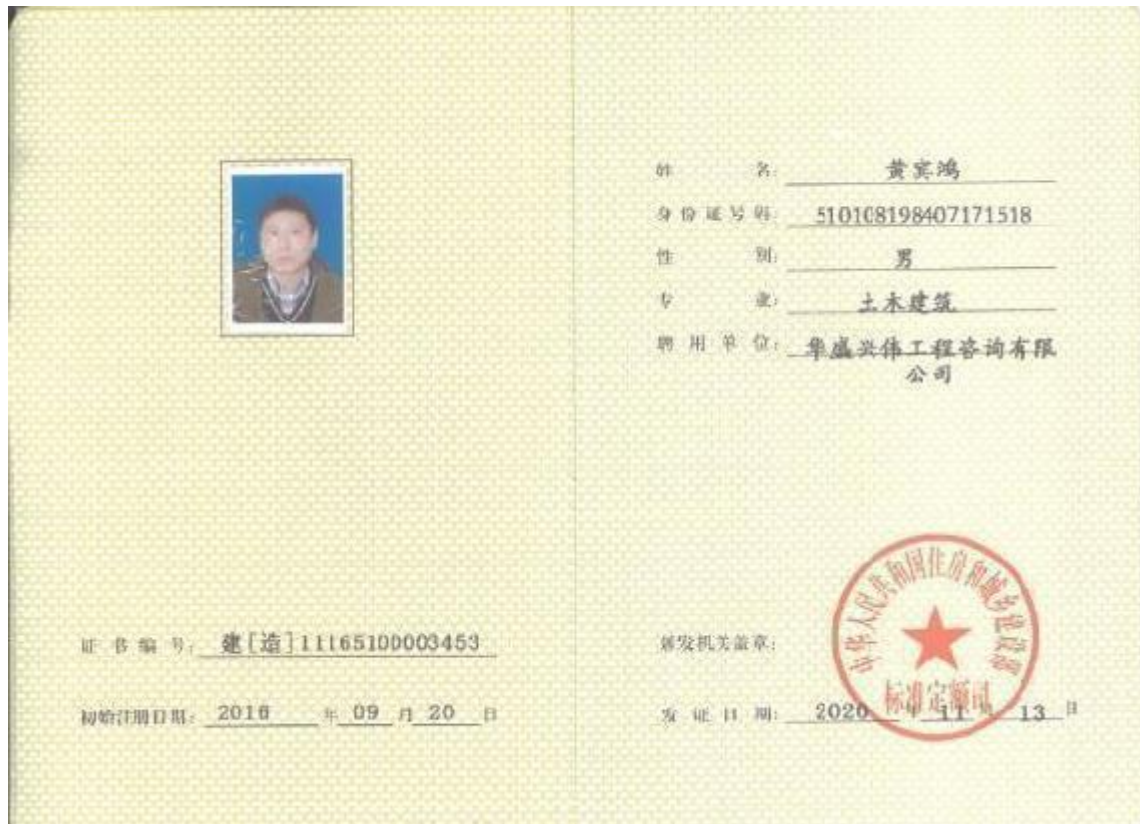 姓 名: 黄宾鸿
身份证号码: 510108198407171518
性 别: 男
专 业: 土木建筑
聘用单位: 华盛兴伟工程咨询有限
公司
证书编号: 建[造]11165100003453
初始注册日期: 2016 年 09 月 20 日
颁发机关盖章:
中华人民共和国住房和城乡建设部
标准定额司
发证日期: 2020 年 11 月 13 日